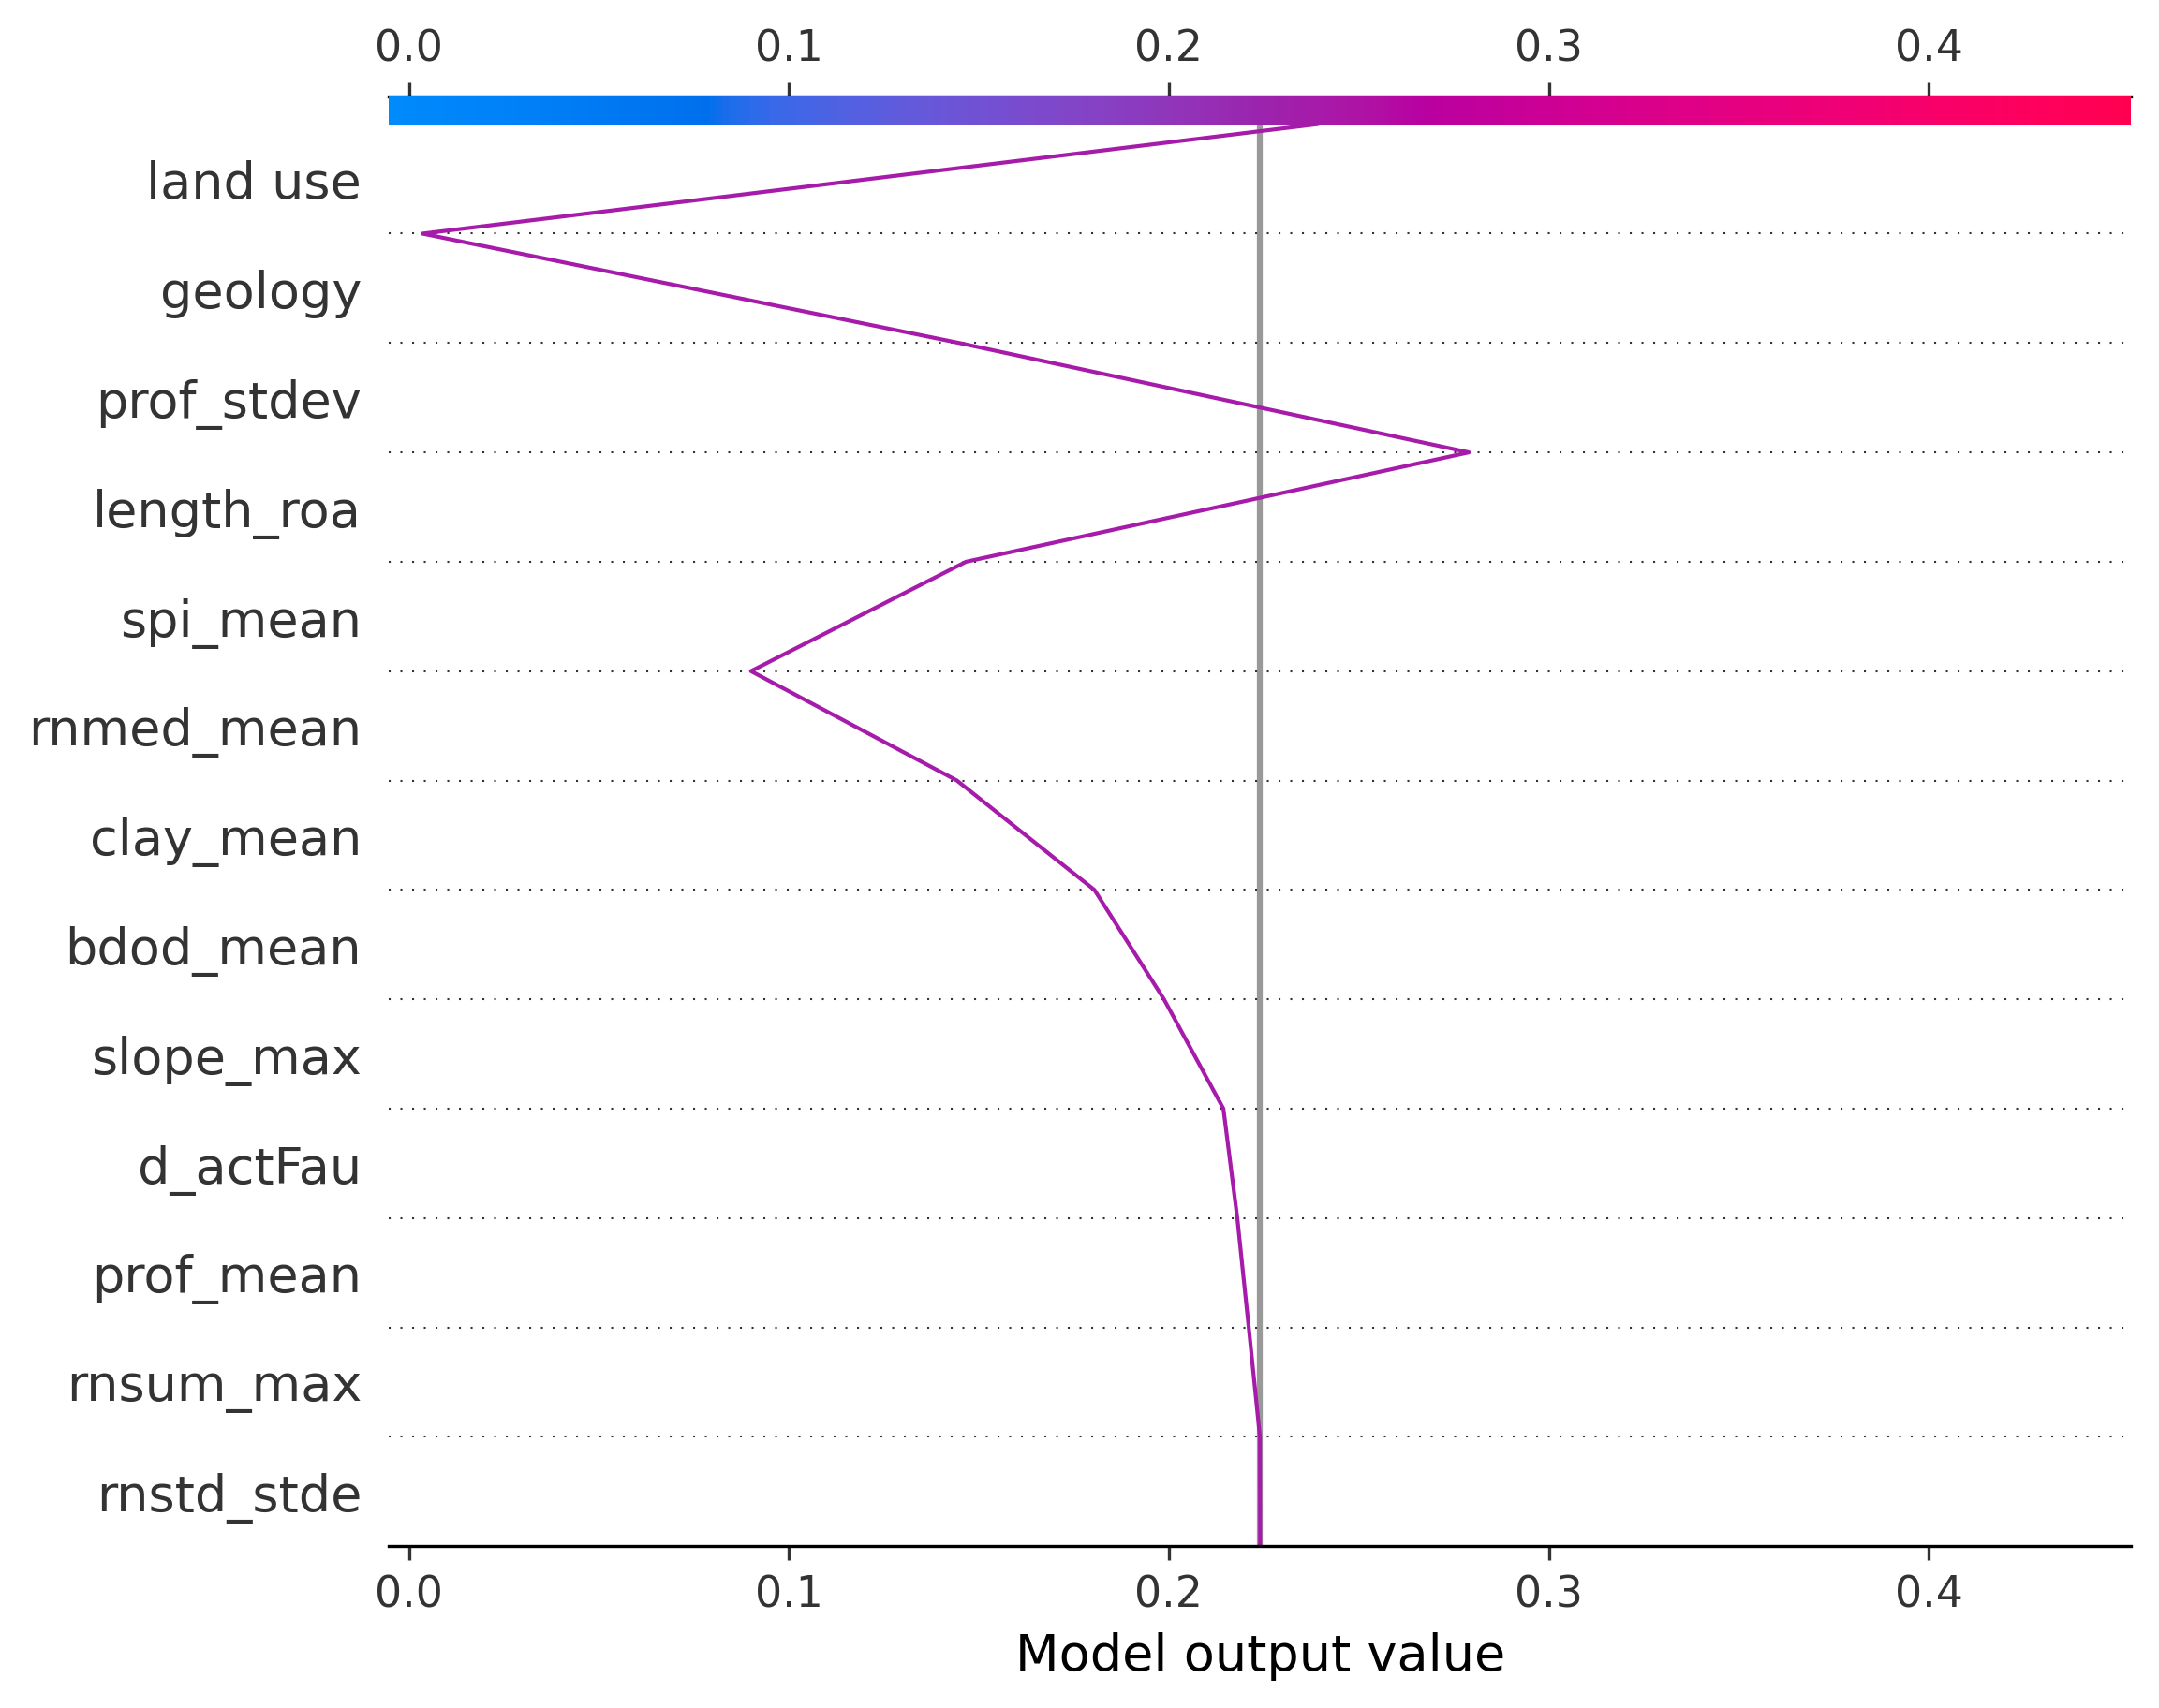 0.0 0.1 0.2 0.3 0.4
land use
geology
prof_stdev
length_roa
spi_mean
rnmed_mean
clay_mean
bdod_mean
slope_max
d_actFau
prof_mean
rnsum_max
rnstd_stde
0.0 0.1 0.2 0.3 0.4
Model output value